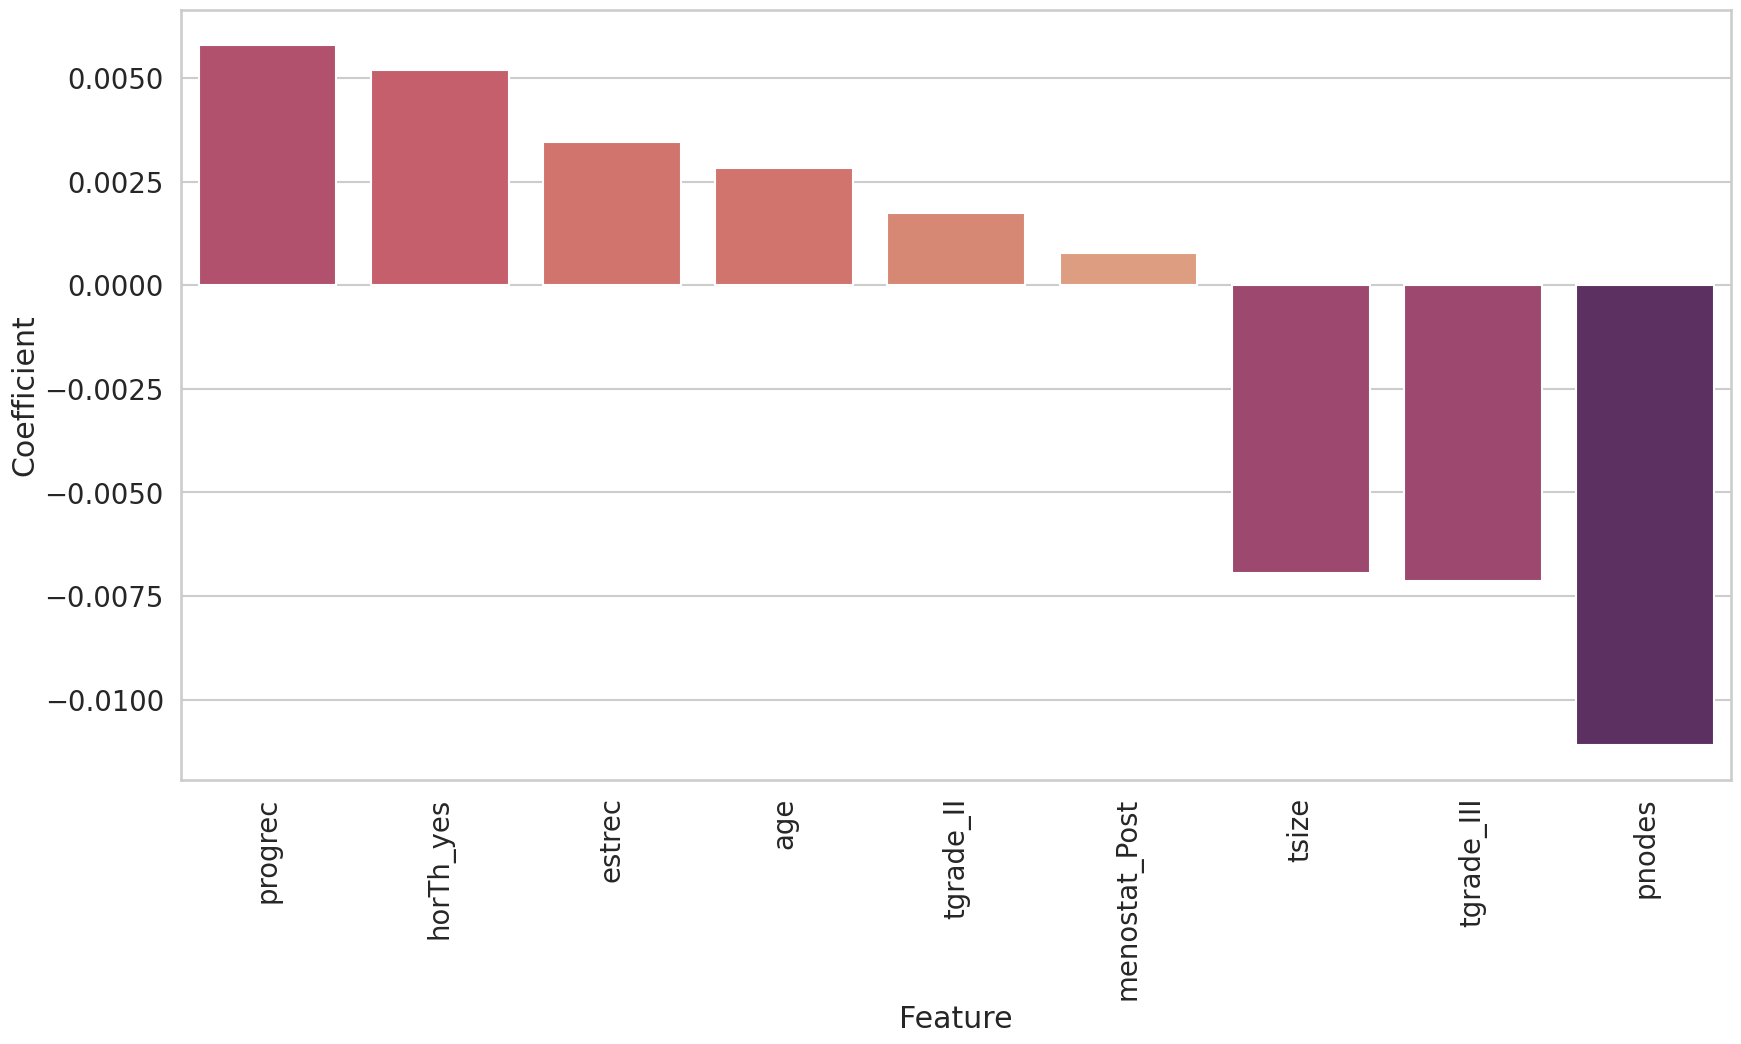 0.0050
0.0025
0.0000
−0.0025
−0.0050
−0.0075
−0.0100
Coefficient
progrec
horTh_yes
estrec
age
tgrade_II
menostat_Post
tsize
tgrade_III
pnodes
Feature